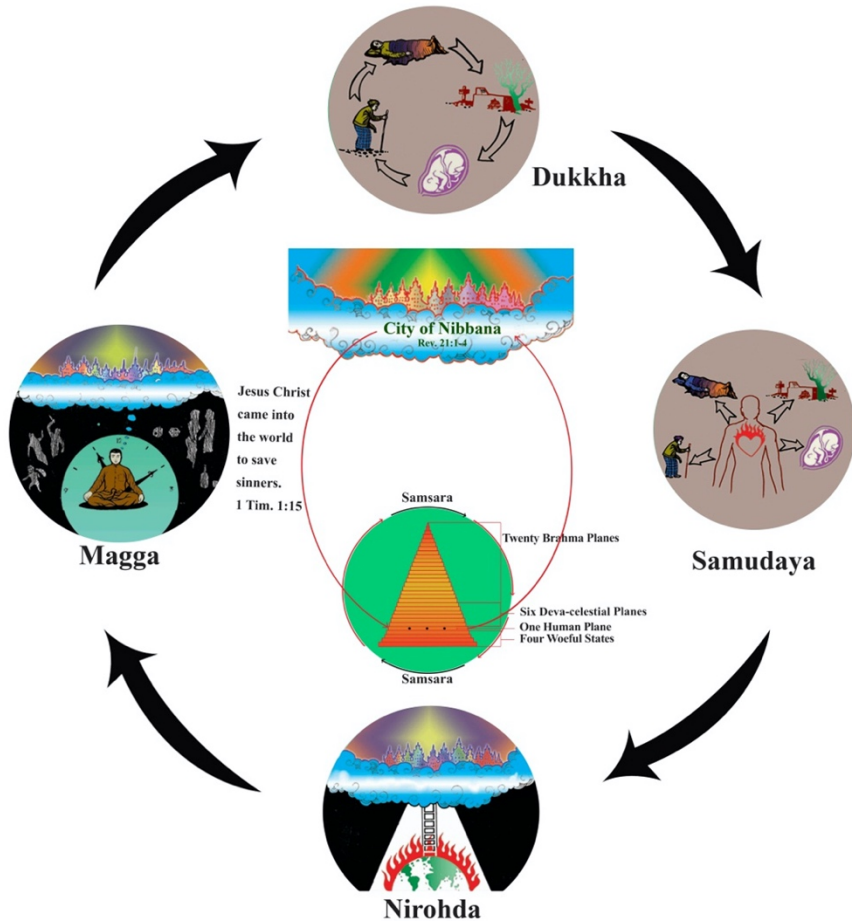 Dukkha
City of Nibbana
Rev. 21:1-4
Jesus Christ
came into
the world
to save
sinners.
1 Tim. 1:15
Magga
Samudaya
Samsara
Twenty Brahma Planes
Six Deva-celestial Planes
One Human Plane
Four Woeful States
Samsara
Nirohda